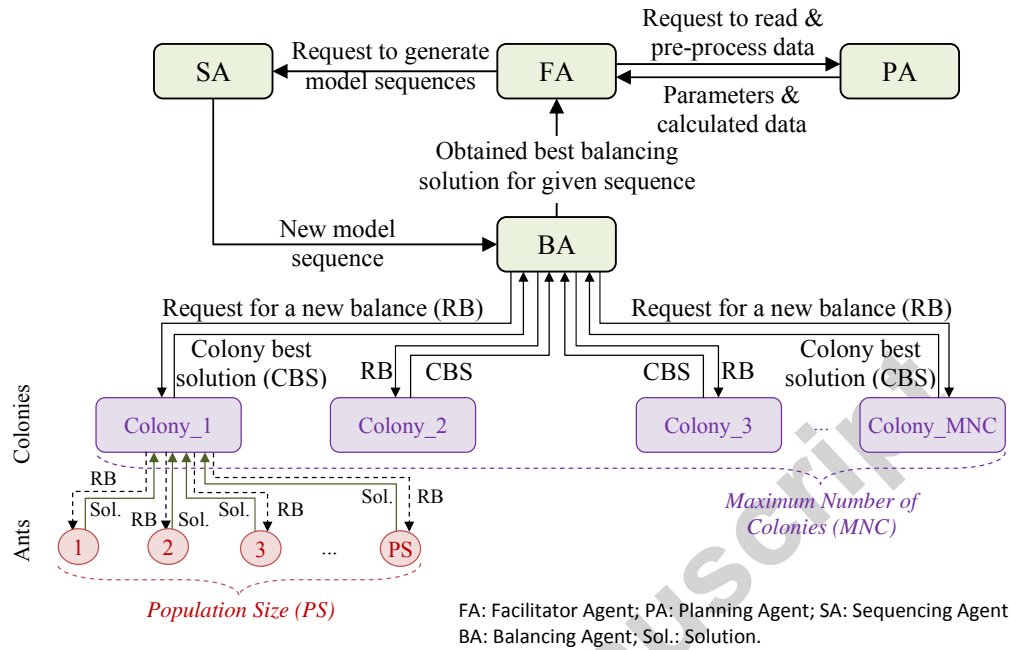 Request to read &
pre-process data
Request to generate
model sequences
SA
FA
PA
Parameters &
calculated data
Obtained best balancing
solution for given sequence
New model
sequence
BA
Request for a new balance (RB)
Request for a new balance (RB)
Colony best
solution (CBS)
RB
CBS
CBS
RB
Colony best
solution (CBS)
Colonies
Colony_1
Colony_2
Colony_3
...
Colony_MNC
Maximum Number of
Colonies (MNC)
Ants
RB
Sol.
RB
Sol.
Sol.
RB
Sol.
RB
1
2
3
...
PS
Population Size (PS)
FA: Facilitator Agent; PA: Planning Agent; SA: Sequencing Agent
BA: Balancing Agent; Sol.: Solution.
uscript